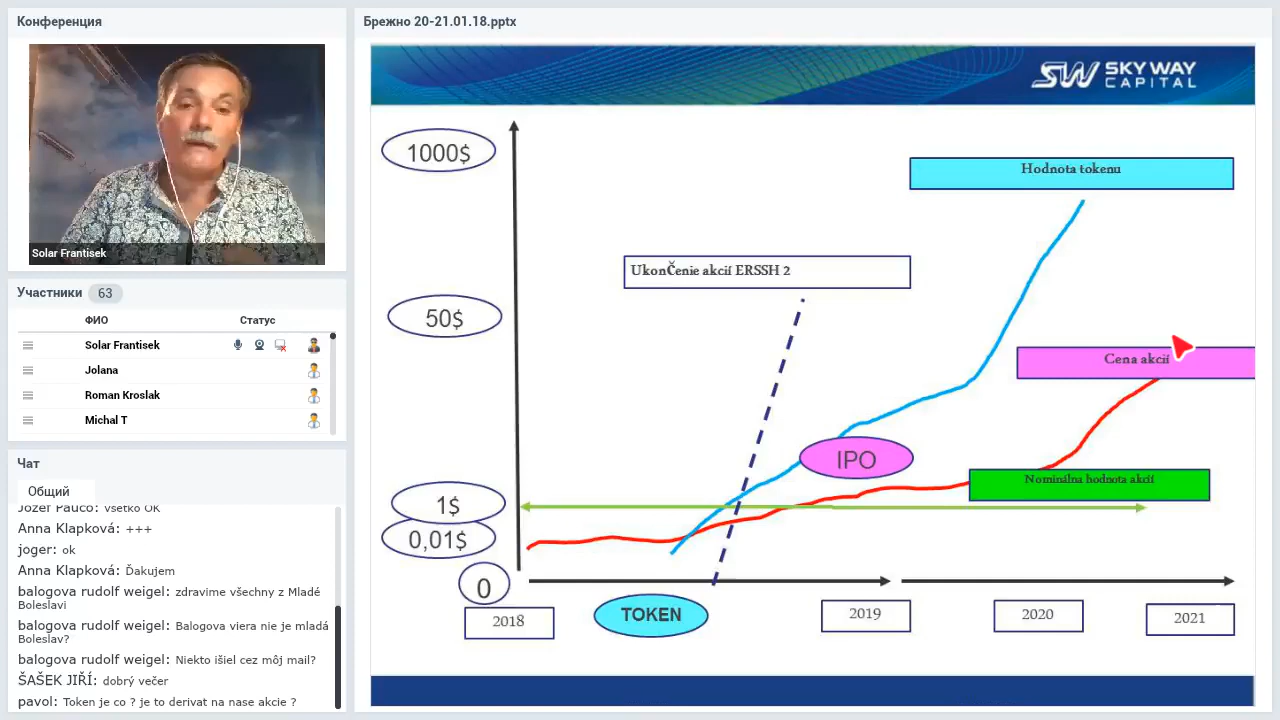 Конференция
Solar Frantisek
Участники 63
ФИО Статус
Solar Frantisek
Jolana
Roman Kroslak
Michal T
Чат
Общий
Jozef Pauco: všetko OK
Anna Klapková: +++
joger: ok
Anna Klapková: Ďakujem
balogova rudolf weigel: zdravime všechny z Mladé
Boleslavi
balogova rudolf weigel: Balogova viera nie je mladá
Boleslav?
balogova rudolf weigel: Niekto išiel cez môj mail?
ŠAŠEK JIŘÍ: dobrý večer
pavol: Token je co ? je to derivat na nase akcie ?
Брежно 20-21.01.18.pptx
SW SKY WAY
CAPITAL
1000$
Hodnota tokenu
UkonČenie akcií ERSSH 2
50$
Cena akcií
IPO
Nominálna hodnota akcií
1$
0,01$
0
2018
TOKEN
2019
2020
2021